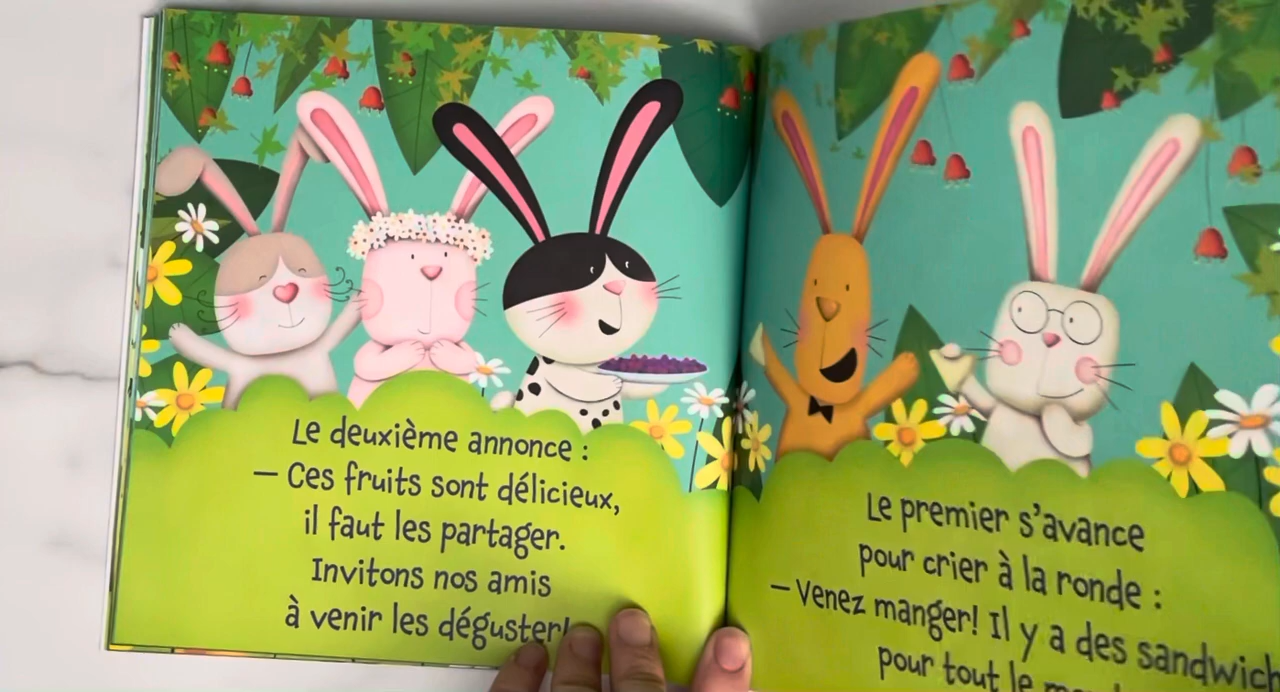 Le deuxième annonce :
– Ces fruits sont délicieux,
il faut les partager.
Invitons nos amis
à venir les déguster!
Le premier s'avance
pour crier à la ronde :
– Venez manger! Il y a des sandwich
pour tout le